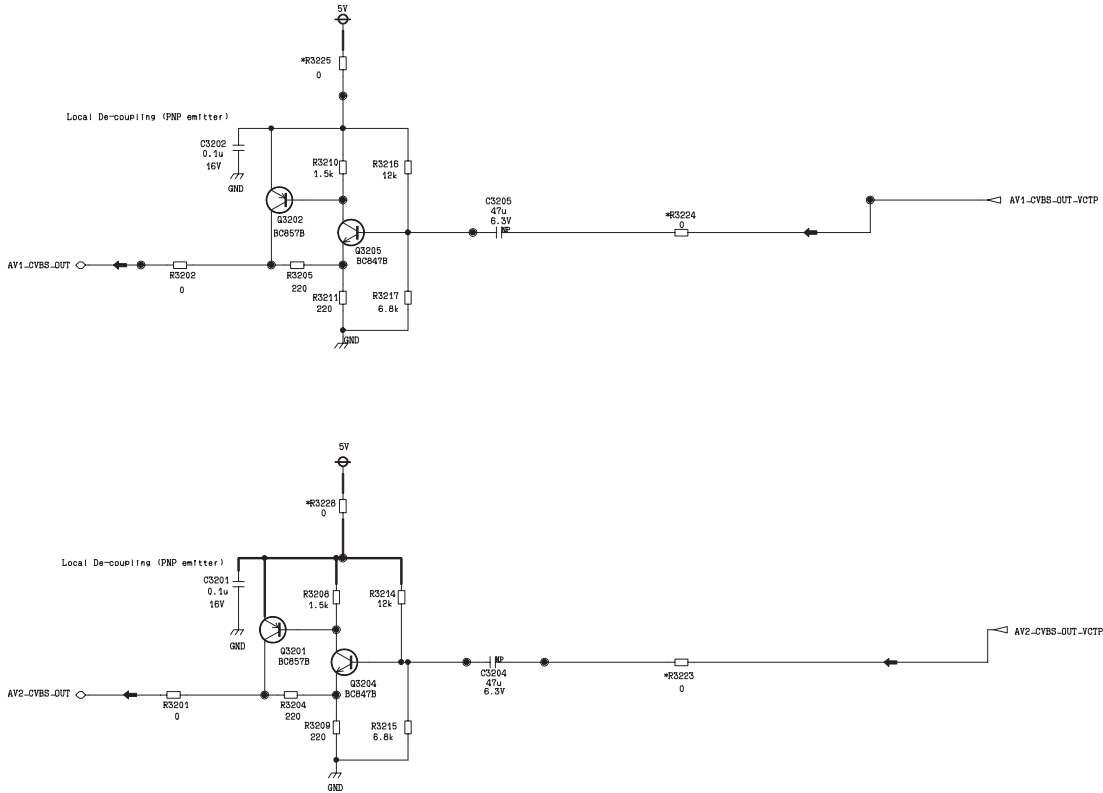 5V
*R3225
0
Local De-coupling (PNP emitter)
C3202
0.1u
16V
GND
R3210
1.5k
R3216
12k
Q3202
BC857B
C3205
47u
6.3V
NP
*R3224
0
AV1_CVBS_OUT_VCTP
Q3205
BC847B
AV1_CVBS_OUT
R3202
0
R3205
220
R3211
220
R3217
6.8k
GND
5V
*R3228
0
Local De-coupling (PNP emitter)
C3201
0.1u
16V
GND
R3208
1.5k
R3214
12k
Q3201
BC857B
AV2_CVBS_OUT_VCTP
NP
C3204
47u
6.3V
*R3223
0
Q3204
BC847B
AV2_CVBS_OUT
R3201
0
R3204
220
R3209
220
R3215
6.8k
GND